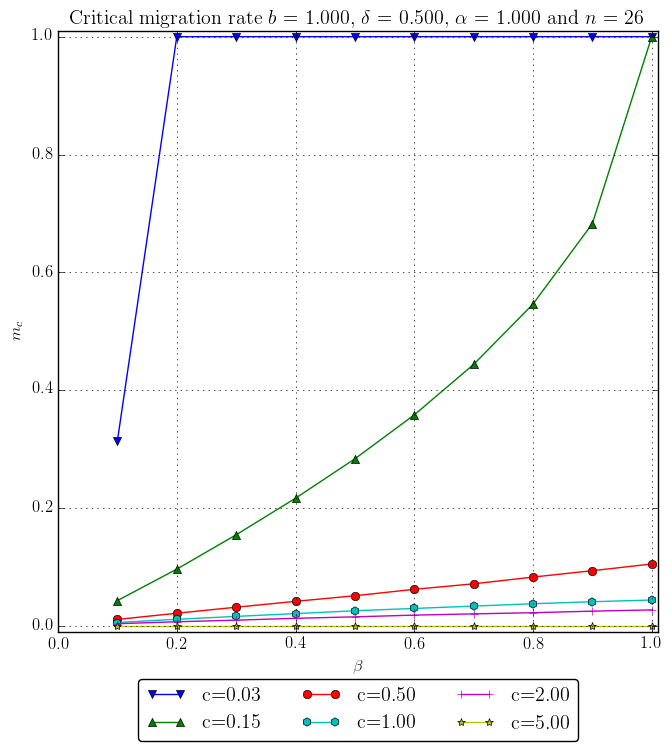 Critical migration rate b = 1.000, δ = 0.500, α = 1.000 and n = 26
1.0
0.8
0.6
0.4
0.2
0.0
m_c
0.0 0.2 0.4 0.6 0.8 1.0
β
c=0.03 c=0.50 c=2.00
c=0.15 c=1.00 c=5.00